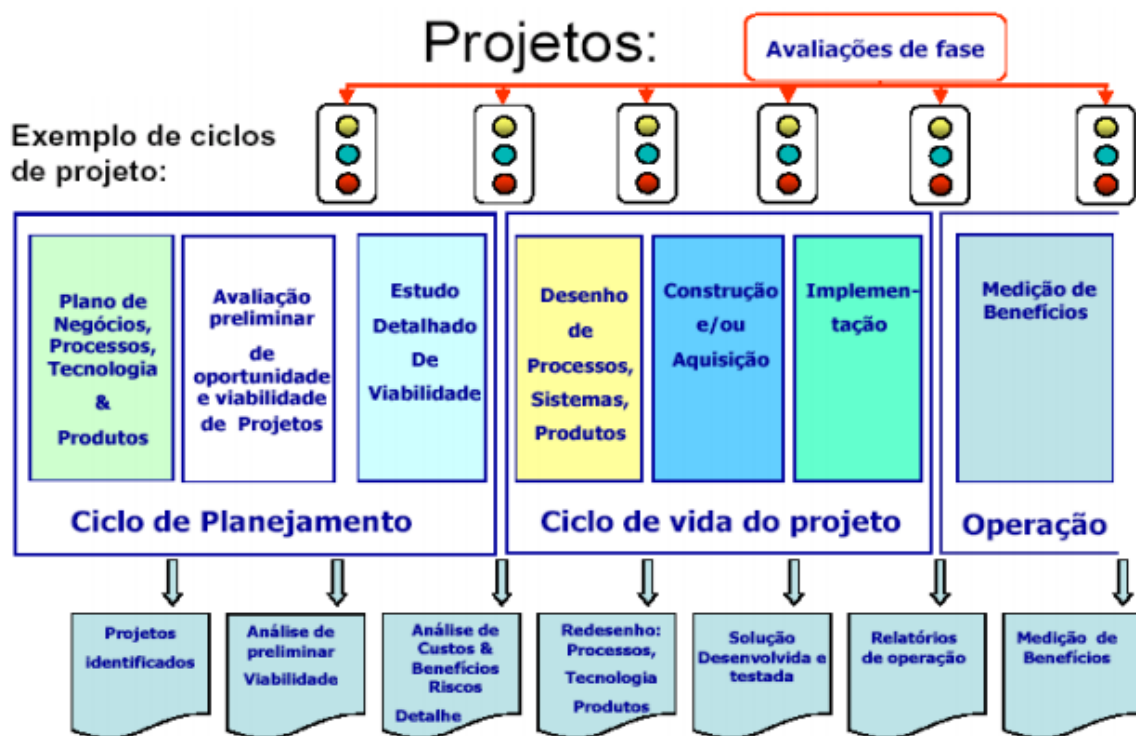 Projetos:
Avaliações de fase
Exemplo de ciclos
de projeto:
Plano de
Negócios,
Processos,
Tecnologia
&
Produtos
Avaliação
preliminar
de
oportunidade
e viabilidade
de Projetos
Estudo
Detalhado
De
Viabilidade
Ciclo de Planejamento
Desenho
de
Processos,
Sistemas,
Produtos
Construção
e/ou
Aquisição
Implemen-
tação
Ciclo de vida do projeto
Medição de
Benefícios
Operação
Projetos
identificados
Análise de
preliminar
Viabilidade
Análise de
Custos &
Benefícios
Riscos
Detalhe
Redesenho:
Processos,
Tecnologia
Produtos
Solução
Desenvolvida e
testada
Relatórios
de operação
Medição de
Benefícios